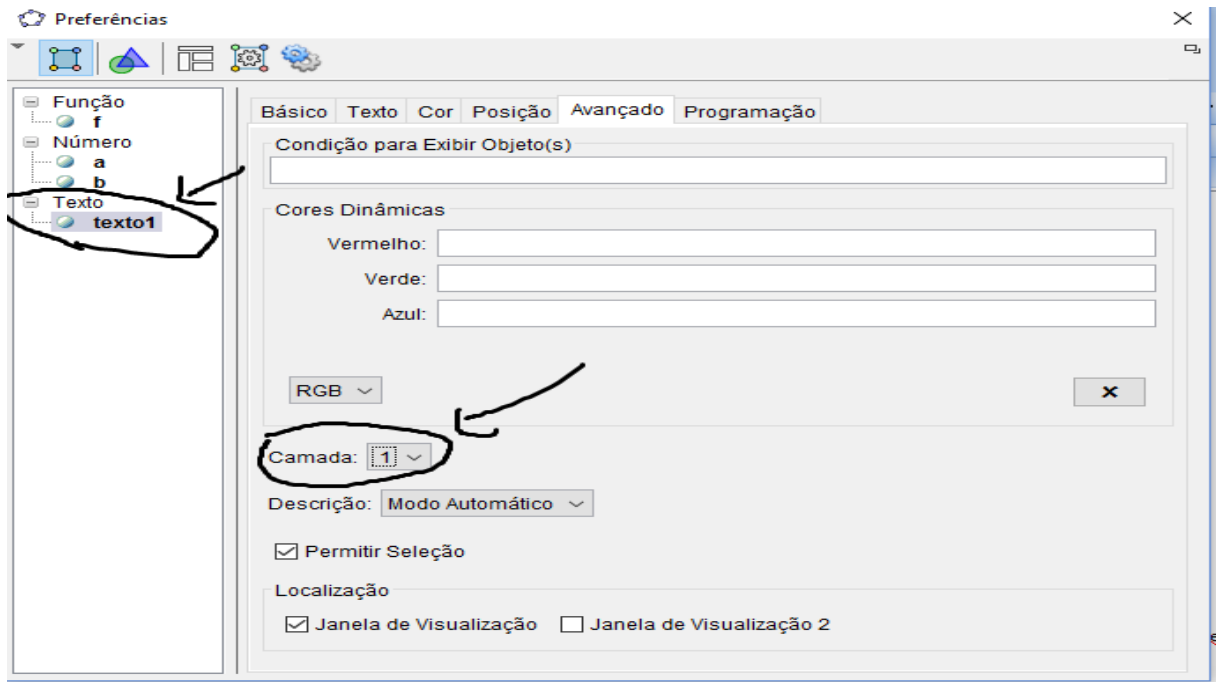 Preferências
Função
f
Número
a
b
Texto
texto1
Básico Texto Cor Posição Avançado Programação
Condição para Exibir Objeto(s)
Cores Dinâmicas
Vermelho:
Verde:
Azul:
RGB
Camada: 1
Descrição: Modo Automático
Permitir Seleção
Localização
Janela de Visualização Janela de Visualização 2